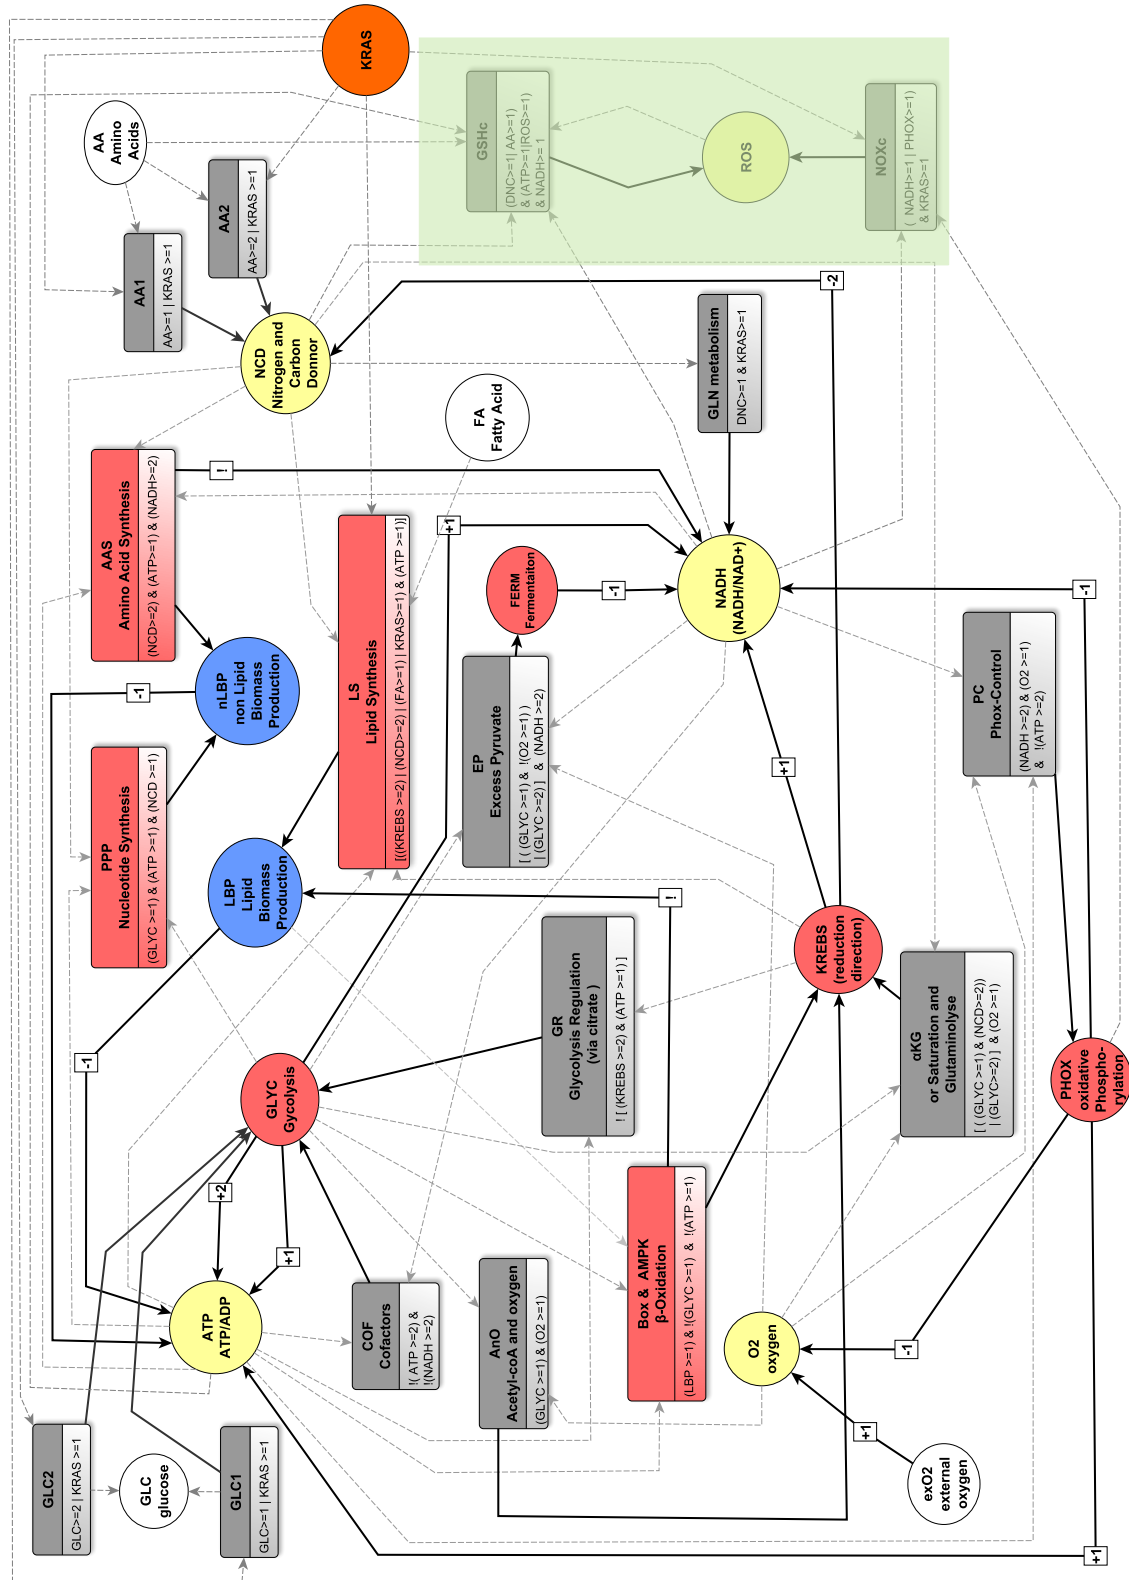 KRAS
AA
Amino
Acids
AA1
AA>=1 | KRAS >=1
AA2
AA>=2 | KRAS >=1
GSHc
(DNC>=1| AA>=1)
& (ATP>=1|ROS>=1)
& NADH>= 1
ROS
NOXc
( NADH>=1 | PHOX>=1)
& KRAS>=1
NCD
Nitrogen and
Carbon
Donnor
-2
GLN metabolism
DNC>=1 & KRAS>=1
FA
Fatty Acid
AAS
Amino Acid Synthesis
(NCD>=2) & (ATP>=1) & (NADH>=2)
!
+1
LS
Lipid Synthesis
[((KREBS >=2) | (NCD>=2) | (FA>=1) | KRAS>=1) & (ATP >=1))]
FERM
Fermentaiton
-1
NADH
(NADH/NAD+)
-1
nLBP
non Lipid
Biomass
Production
-1
PPP
Nucleotide Synthesis
(GLYC >=1) & (ATP >=1) & (NCD >=1)
EP
Excess Pyruvate
[ ( (GLYC >=1) & !(O2 >=1) )
| (GLYC >=2) ] & (NADH >=2)
PC
Phox-Control
(NADH >=2) & (O2 >=1)
& !(ATP >=2)
+1
LBP
Lipid
Biomass
Production
!
KREBS
(reduction
direction)
GR
Glycolysis Regulation
(via citrate )
! [ (KREBS >=2) & (ATP >=1) ]
αKG
or Saturation and
Glutaminolyse
[ ( (GLYC >=1) & (NCD>=2))
| (GLYC>=2) ] & (O2 >=1)
-1
GLYC
Gycolysis
PHOX
oxidative
Phospho-
rylation
+2
+1
ATP
ATP/ADP
COF
Cofactors
!( ATP >=2) &
!(NADH >=2)
AnO
Acetyl-coA and oxygen
(GLYC >=1) & (O2 >=1)
Box & AMPK
β-Oxidation
(LBP >=1) & !(GLYC >=1) & !(ATP >=1)
O2
oxygen
-1
+1
exO2
external
oxygen
GLC2
GLC>=2 | KRAS >=1
GLC
glucose
GLC1
GLC>=1 | KRAS >=1
+1